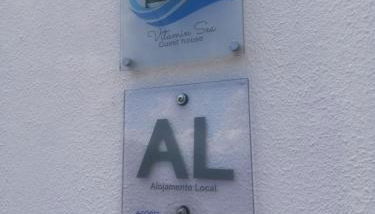 Vitamin Sea
Guest house
AL
Alojamento Local